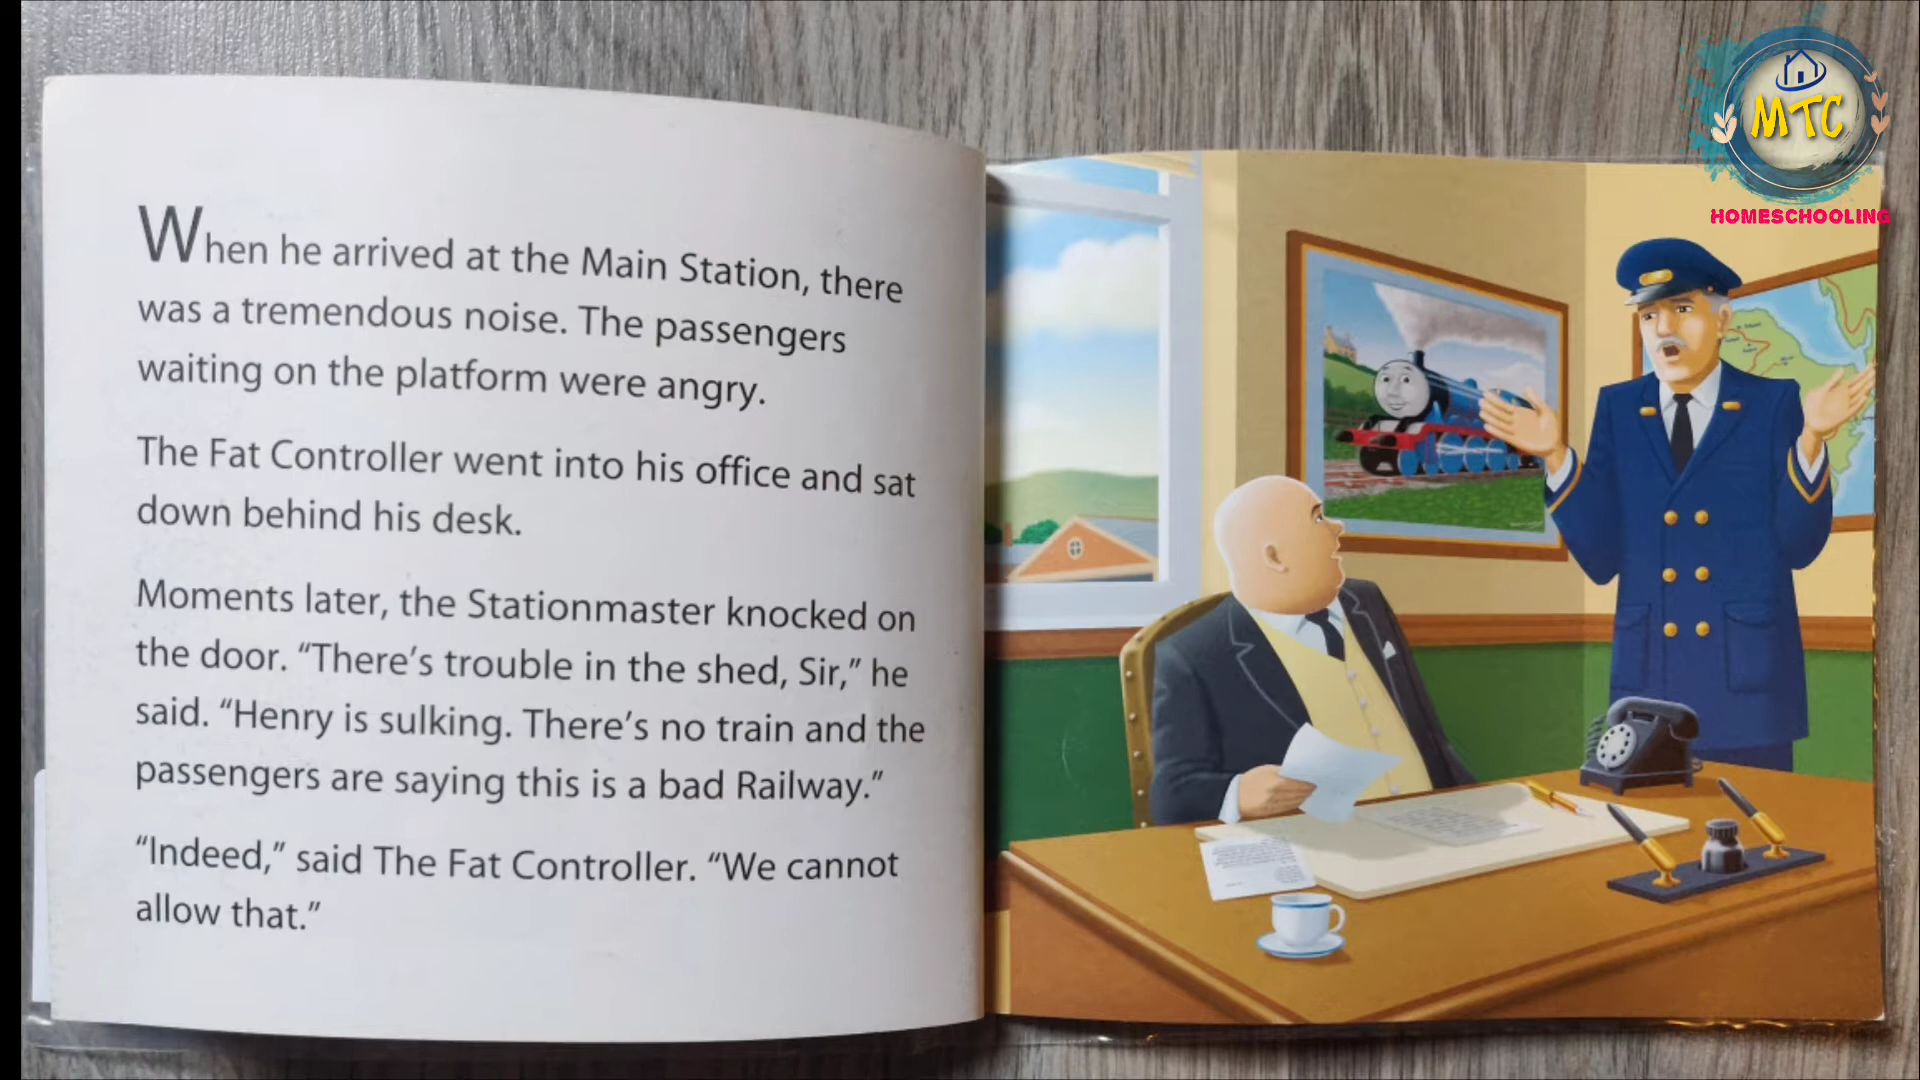 When he arrived at the Main Station, there
was a tremendous noise. The passengers
waiting on the platform were angry.
The Fat Controller went into his office and sat
down behind his desk.
Moments later, the Stationmaster knocked on
the door. “There’s trouble in the shed, Sir,” he
said. “Henry is sulking. There’s no train and the
passengers are saying this is a bad Railway.”
“Indeed,” said The Fat Controller. “We cannot
allow that.”
MTC
HOMESCHOOLING